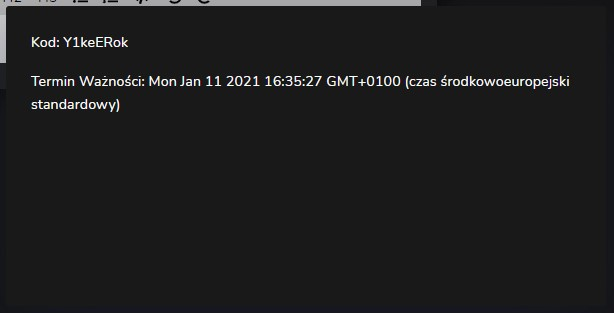 Kod: Y1keERok
Termin Ważności: Mon Jan 11 2021 16:35:27 GMT+0100 (czas środkowoeuropejski
standardowy)